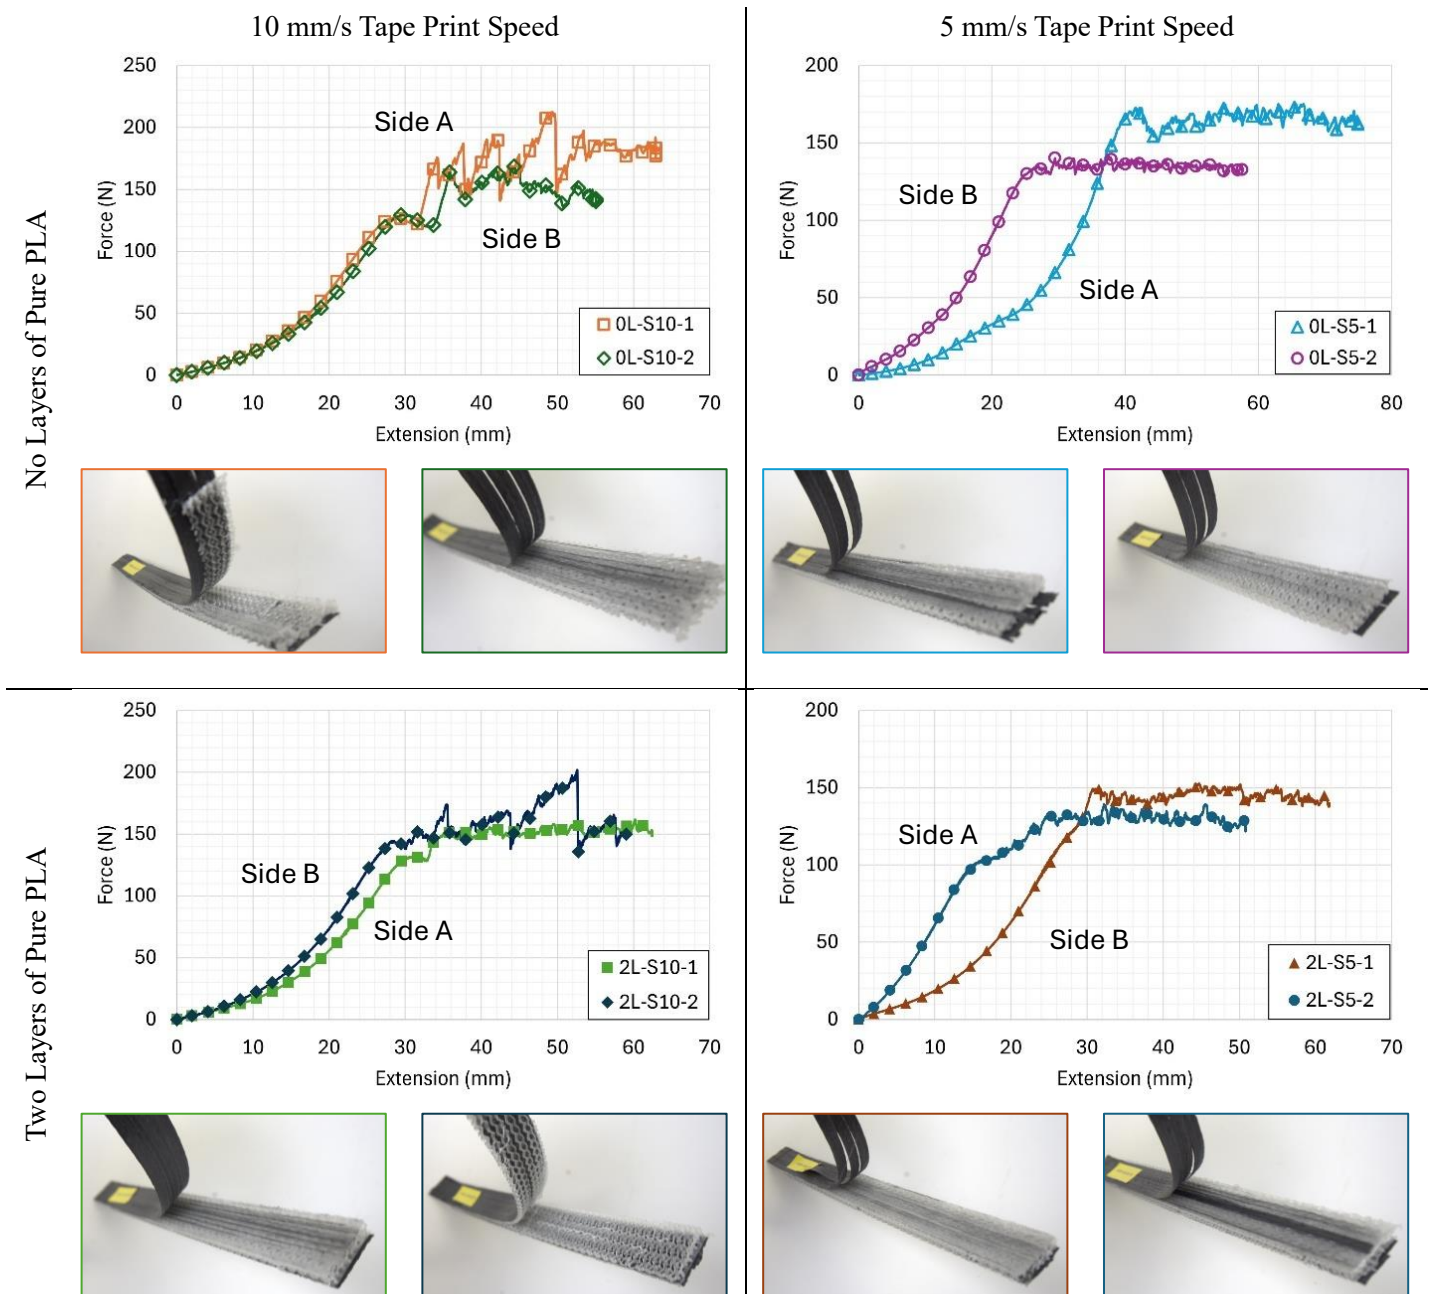 10 mm/s Tape Print Speed
5 mm/s Tape Print Speed
No Layers of Pure PLA
250
200
150
100
50
0
Force (N)
Side A
Side B
0L-S10-1
0L-S10-2
0 10 20 30 40 50 60 70
Extension (mm)
200
150
100
50
0
Force (N)
Side B
Side A
0L-S5-1
0L-S5-2
0 20 40 60 80
Extension (mm)
Two Layers of Pure PLA
250
200
150
100
50
0
Force (N)
Side B
Side A
2L-S10-1
2L-S10-2
0 10 20 30 40 50 60 70
Extension (mm)
200
150
100
50
0
Force (N)
Side A
Side B
2L-S5-1
2L-S5-2
0 10 20 30 40 50 60 70
Extension (mm)